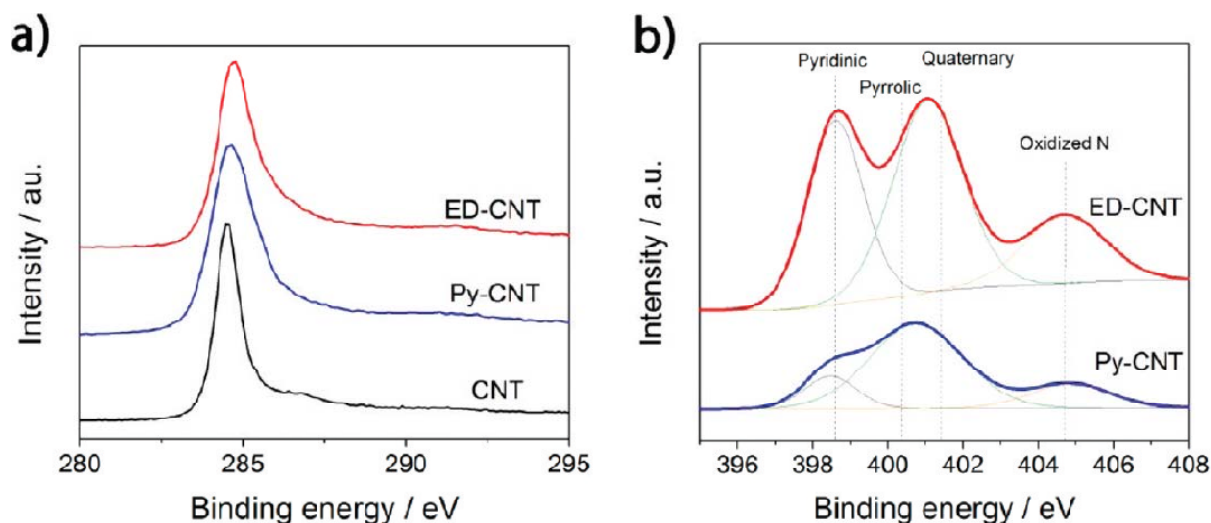 a)
Intensity / au.
ED-CNT
Py-CNT
CNT
280 285 290 295
Binding energy / eV
b)
Intensity / a.u.
Pyridinic
Quaternary
Pyrrolic
Oxidized N
ED-CNT
Py-CNT
396 398 400 402 404 406 408
Binding energy / eV